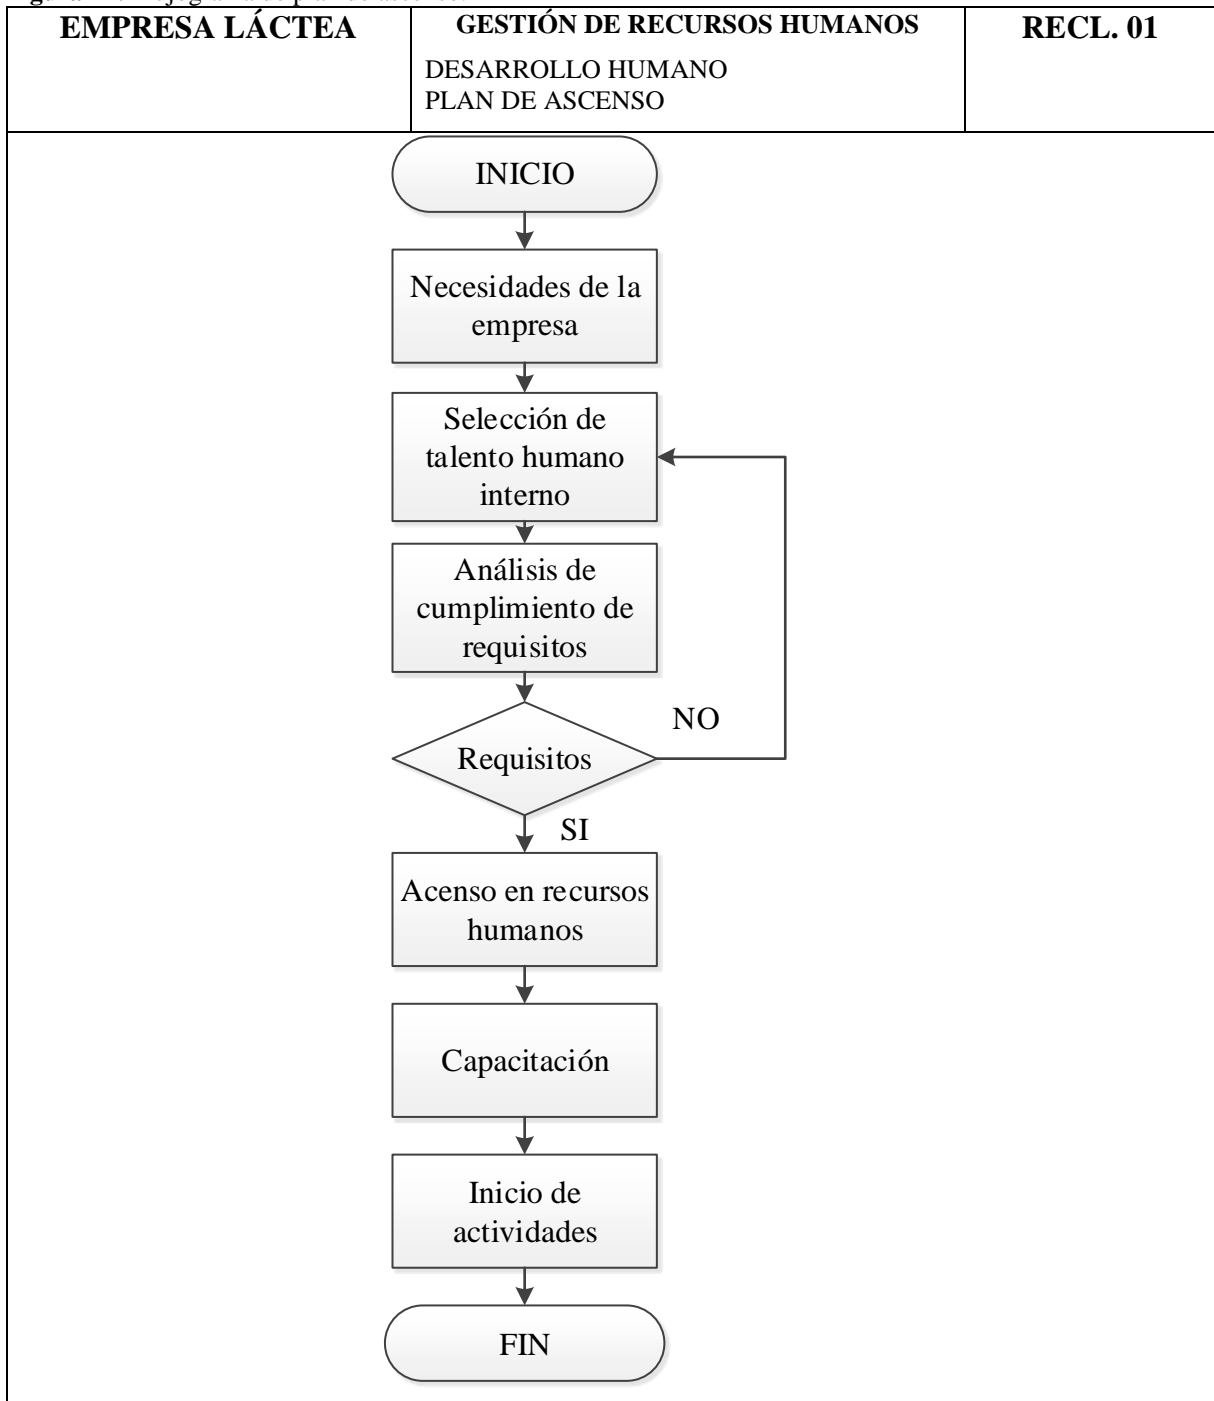 EMPRESA LÁCTEA
GESTIÓN DE RECURSOS HUMANOS
RECL. 01
DESARROLLO HUMANO
PLAN DE ASCENSO
INICIO
Necesidades de la
empresa
Selección de
talento humano
interno
Análisis de
cumplimiento de
requisitos
NO
Requisitos
SI
Acenso en recursos
humanos
Capacitación
Inicio de
actividades
FIN